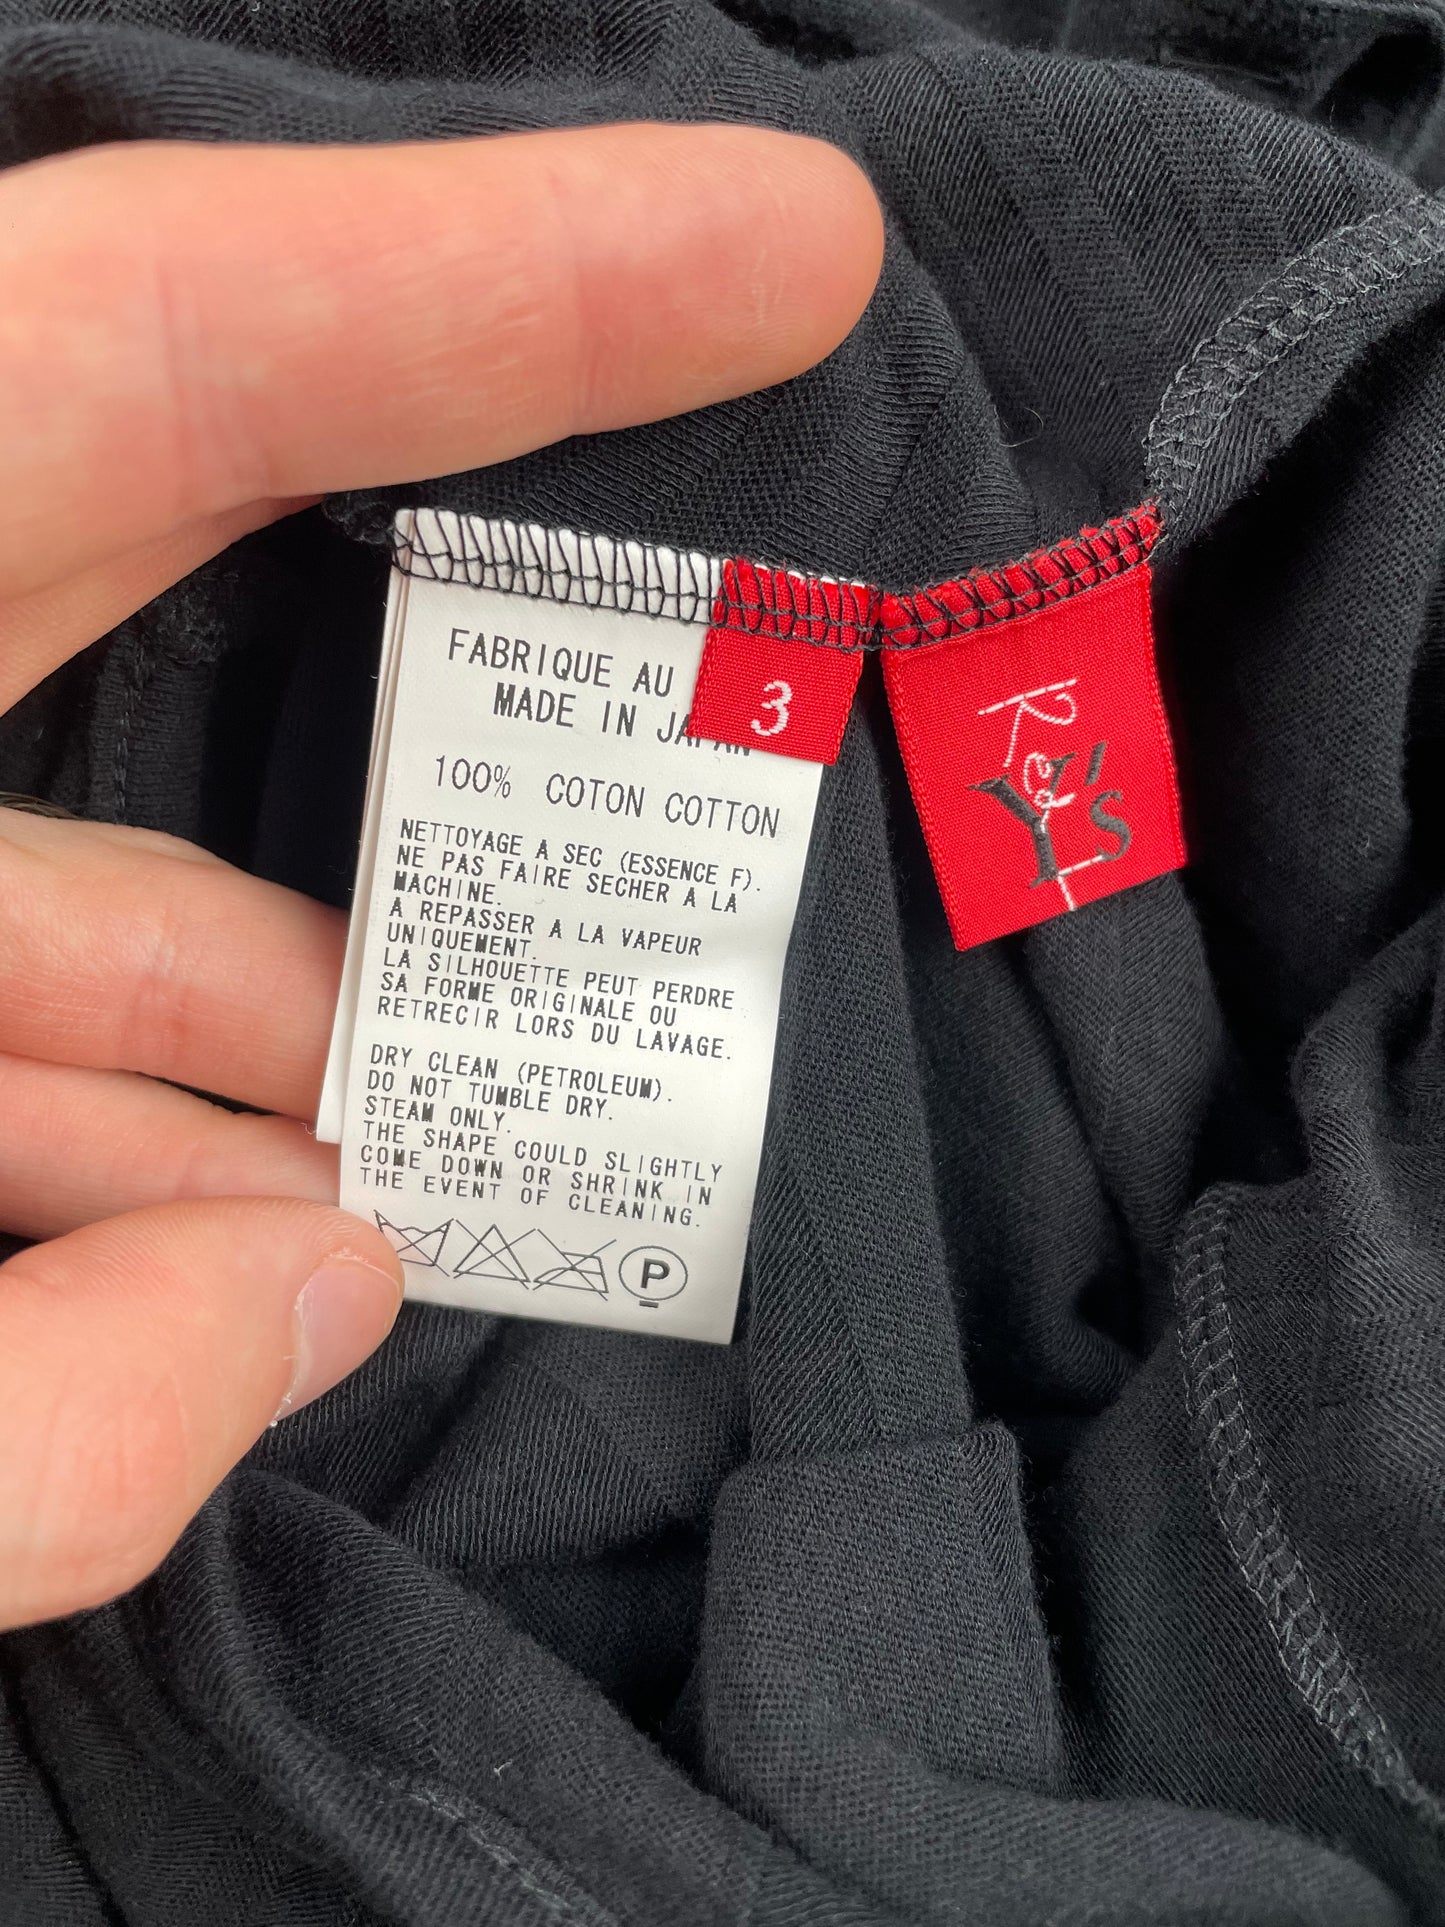 FABRIQUE AU
MADE IN JAPAN
3
100% COTON COTTON
NETTOYAGE A SEC (ESSENCE F).
NE PAS FAIRE SECHER A LA
MACHINE.
A REPASSER A LA VAPEUR
UNIQUEMENT.
LA SILHOUETTE PEUT PERDRE
SA FORME ORIGINALE OU
RETRECIR LORS DU LAVAGE.
DRY CLEAN (PETROLEUM).
DO NOT TUMBLE DRY.
STEAM ONLY.
THE SHAPE COULD SLIGHTLY
COME DOWN OR SHRINK IN
THE EVENT OF CLEANING.
P
Red
Y's